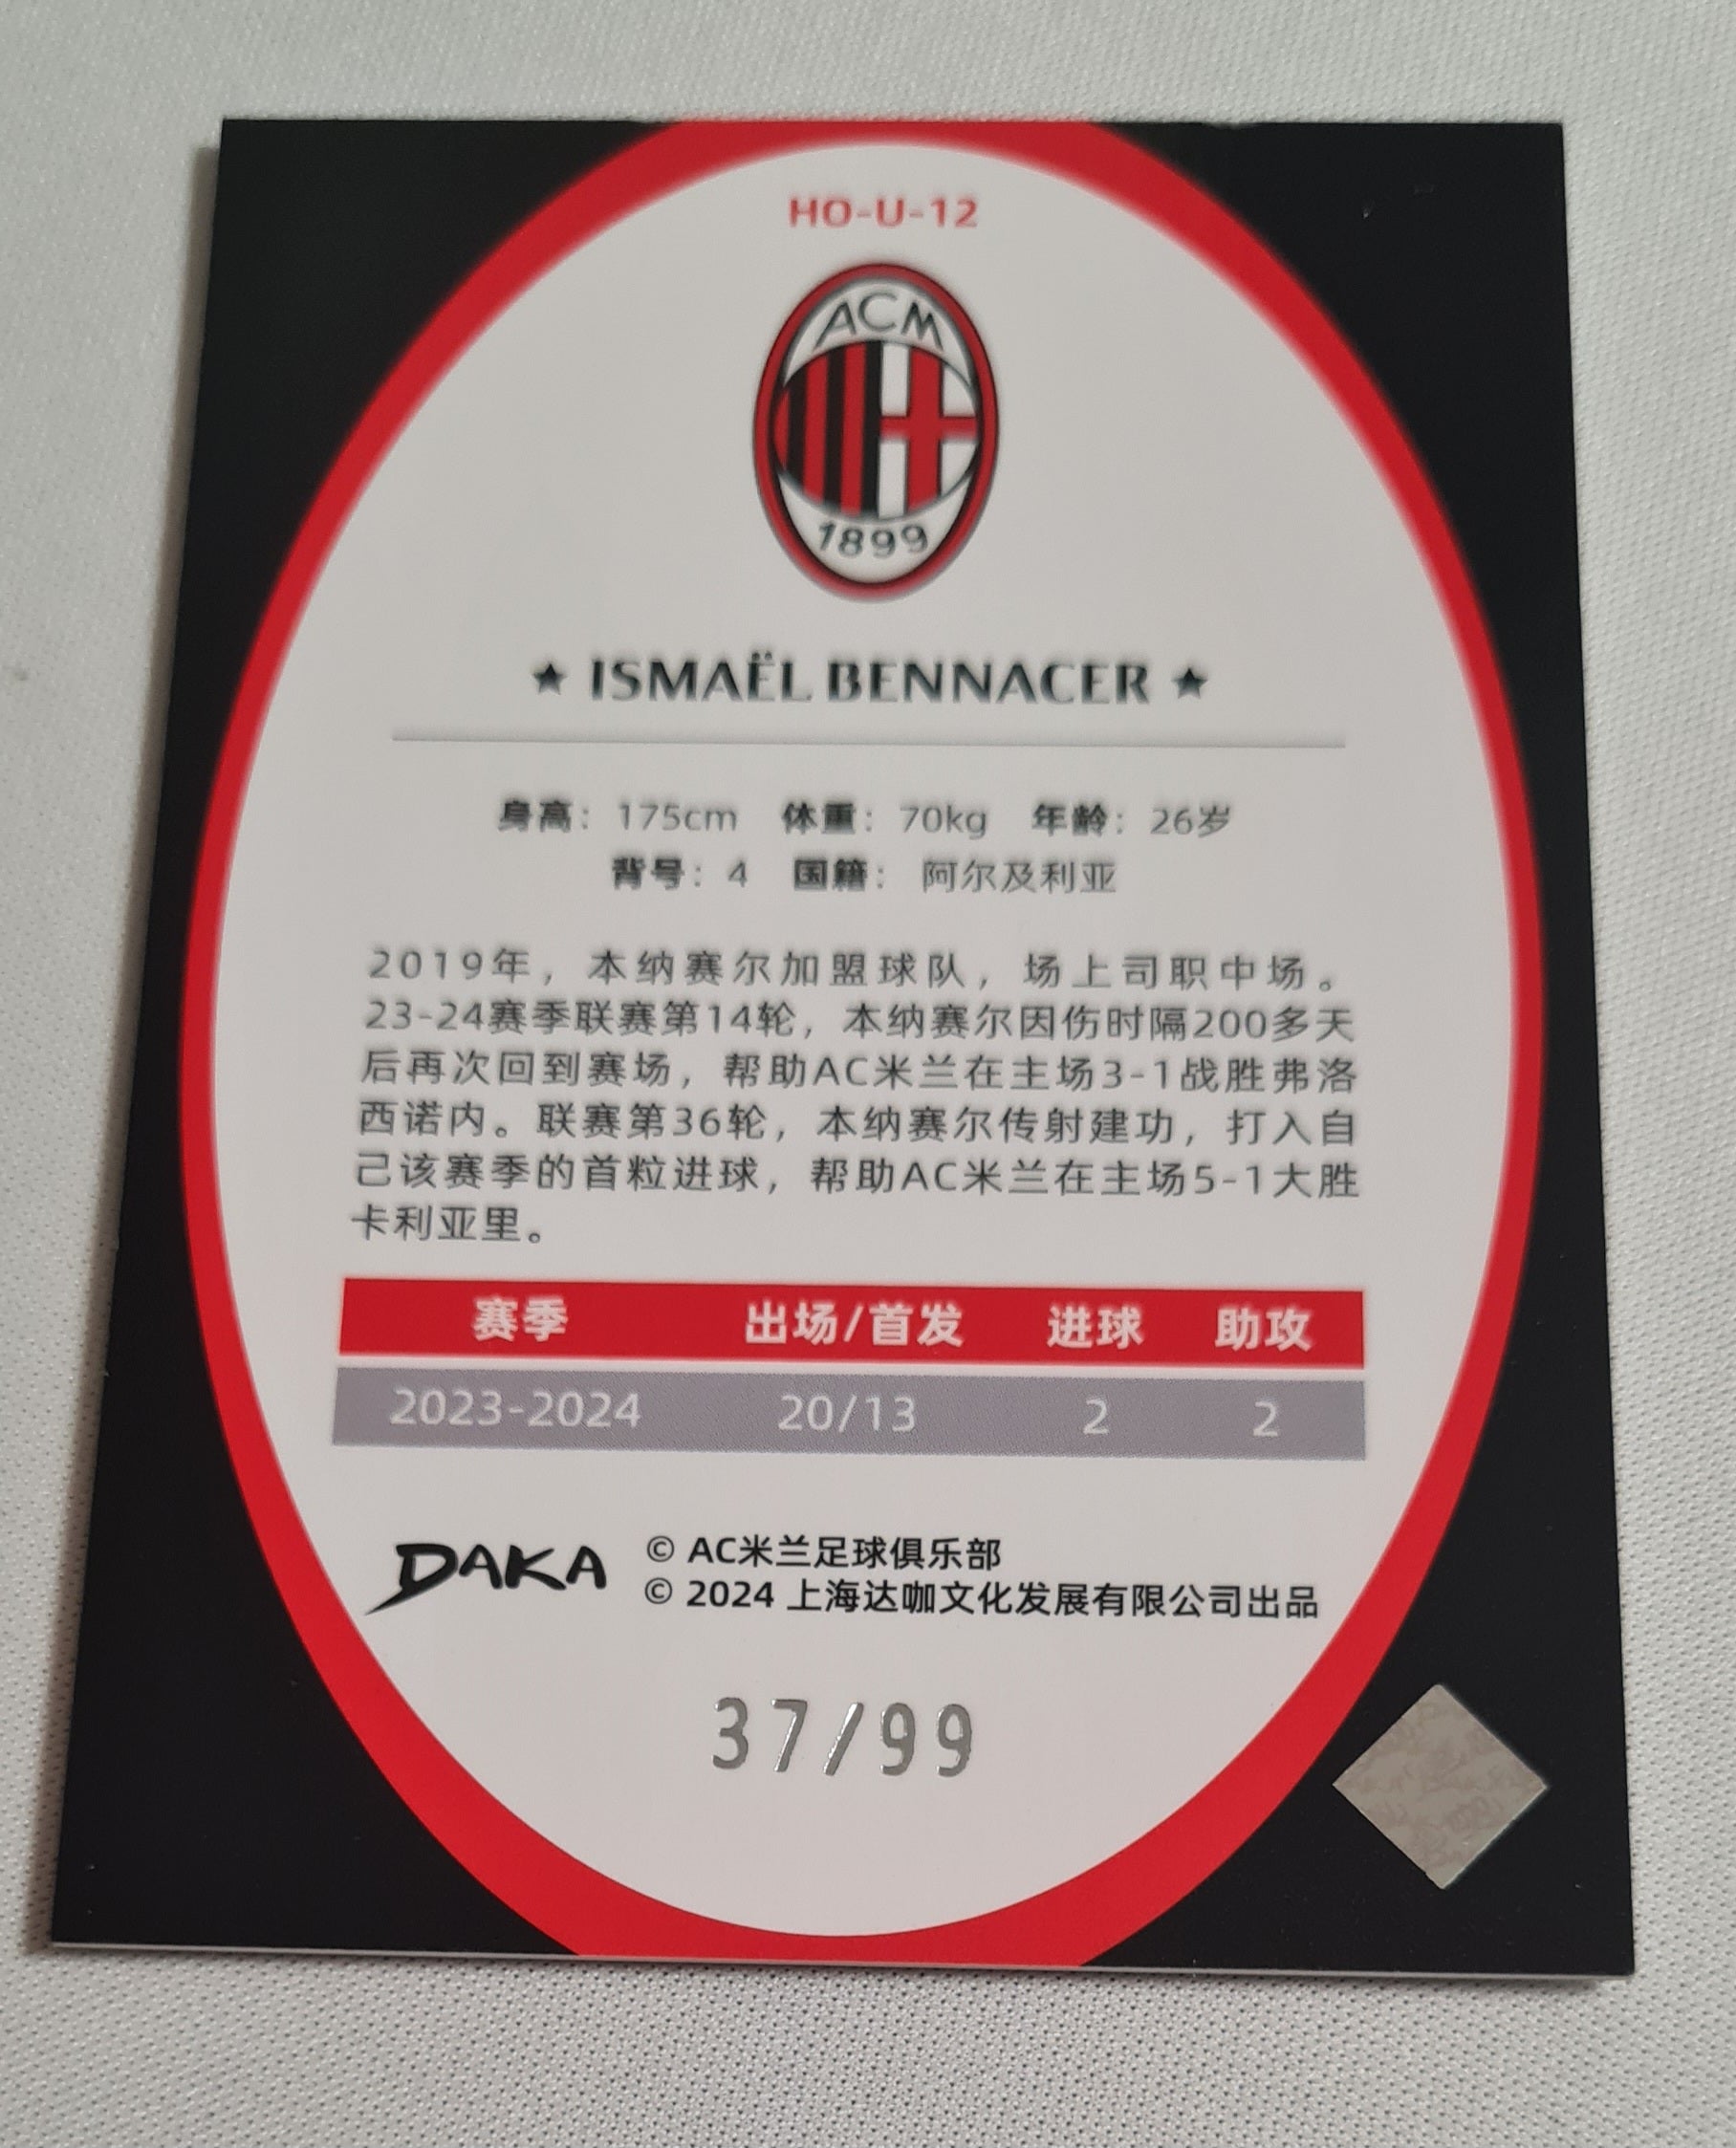 HO-U-12
ACM
1899
★ ISMAËL BENNACER ★
身高：175cm 体重：70kg 年龄：26岁
背号：4 国籍：阿尔及利亚
2019年，本纳赛尔加盟球队，场上司职中场。
23-24赛季联赛第14轮，本纳赛尔因伤时隔200多天
后再次回到赛场，帮助AC米兰在主场3-1战胜弗洛
西诺内。联赛第36轮，本纳赛尔传射建功，打入自
己该赛季的首粒进球，帮助AC米兰在主场5-1大胜
卡利亚里。
赛季 出场/首发 进球 助攻
2023-2024 20/13 2 2
DAKA
© AC米兰足球俱乐部
© 2024 上海达咖文化发展有限公司出品
37/99